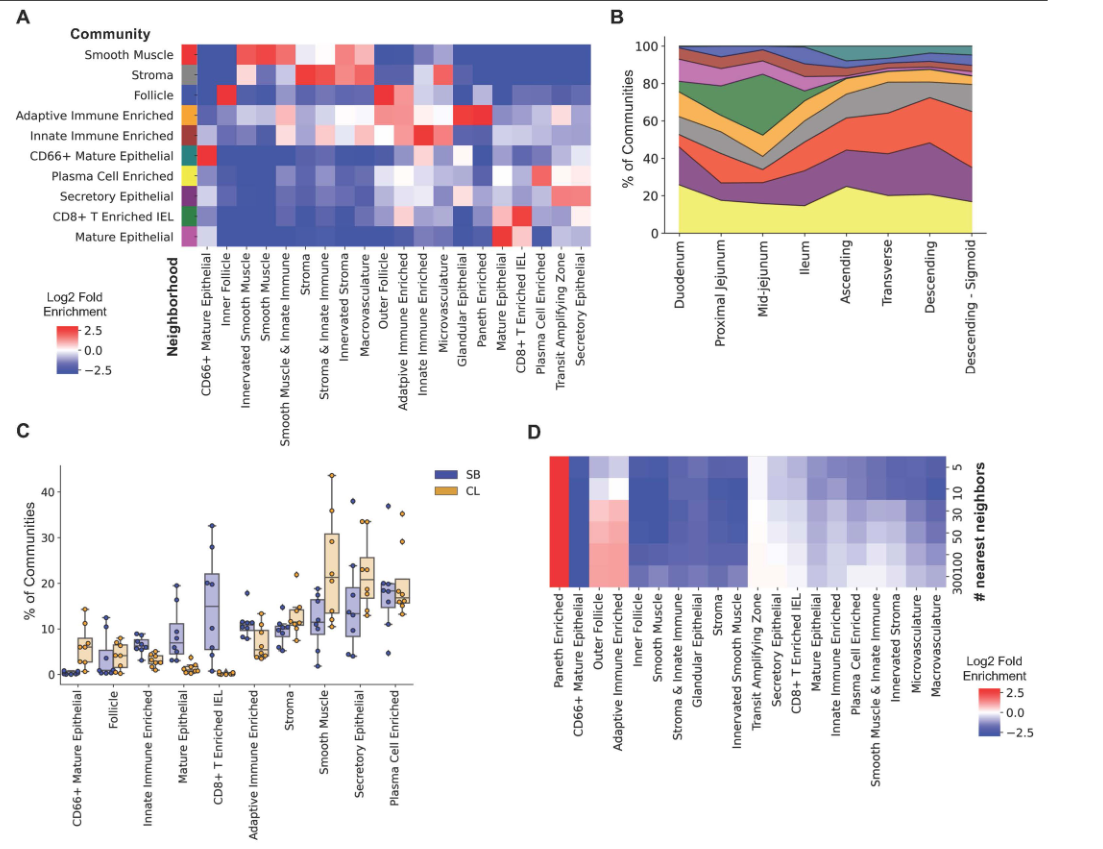 A
Community
Smooth Muscle
Stroma
Follicle
Adaptive Immune Enriched
Innate Immune Enriched
CD66+ Mature Epithelial
Plasma Cell Enriched
Secretory Epithelial
CD8+ T Enriched IEL
Mature Epithelial
Neighborhood
CD66+ Mature Epithelial
Inner Follicle
Innervated Smooth Muscle
Smooth Muscle
Smooth Muscle & Innate Immune
Stroma
Stroma & Innate Immune
Innervated Stroma
Macrovasculature
Outer Follicle
Adatpive Immune Enriched
Innate Immune Enriched
Microvasculature
Glandular Epithelial
Paneth Enriched
Mature Epithelial
CD8+ T Enriched IEL
Plasma Cell Enriched
Transit Amplifying Zone
Secretory Epithelial
Log2 Fold
Enrichment
2.5
0.0
−2.5
B
% of Communities
100
80
60
40
20
0
Duodenum
Proximal Jejunum
Mid-jejunum
Ileum
Ascending
Transverse
Descending
Descending - Sigmoid
C
% of Communities
40
30
20
10
0
SB
CL
CD66+ Mature Epithelial
Follicle
Innate Immune Enriched
Mature Epithelial
CD8+ T Enriched IEL
Adaptive Immune Enriched
Stroma
Smooth Muscle
Secretory Epithelial
Plasma Cell Enriched
D
5
10
30
50
100
300
# nearest neighbors
Paneth Enriched
CD66+ Mature Epithelial
Outer Follicle
Adaptive Immune Enriched
Inner Follicle
Smooth Muscle
Stroma & Innate Immune
Glandular Epithelial
Stroma
Innervated Smooth Muscle
Transit Amplifying Zone
Secretory Epithelial
CD8+ T Enriched IEL
Mature Epithelial
Innate Immune Enriched
Plasma Cell Enriched
Smooth Muscle & Innate Immune
Innervated Stroma
Microvasculature
Macrovasculature
Log2 Fold
Enrichment
2.5
0.0
−2.5